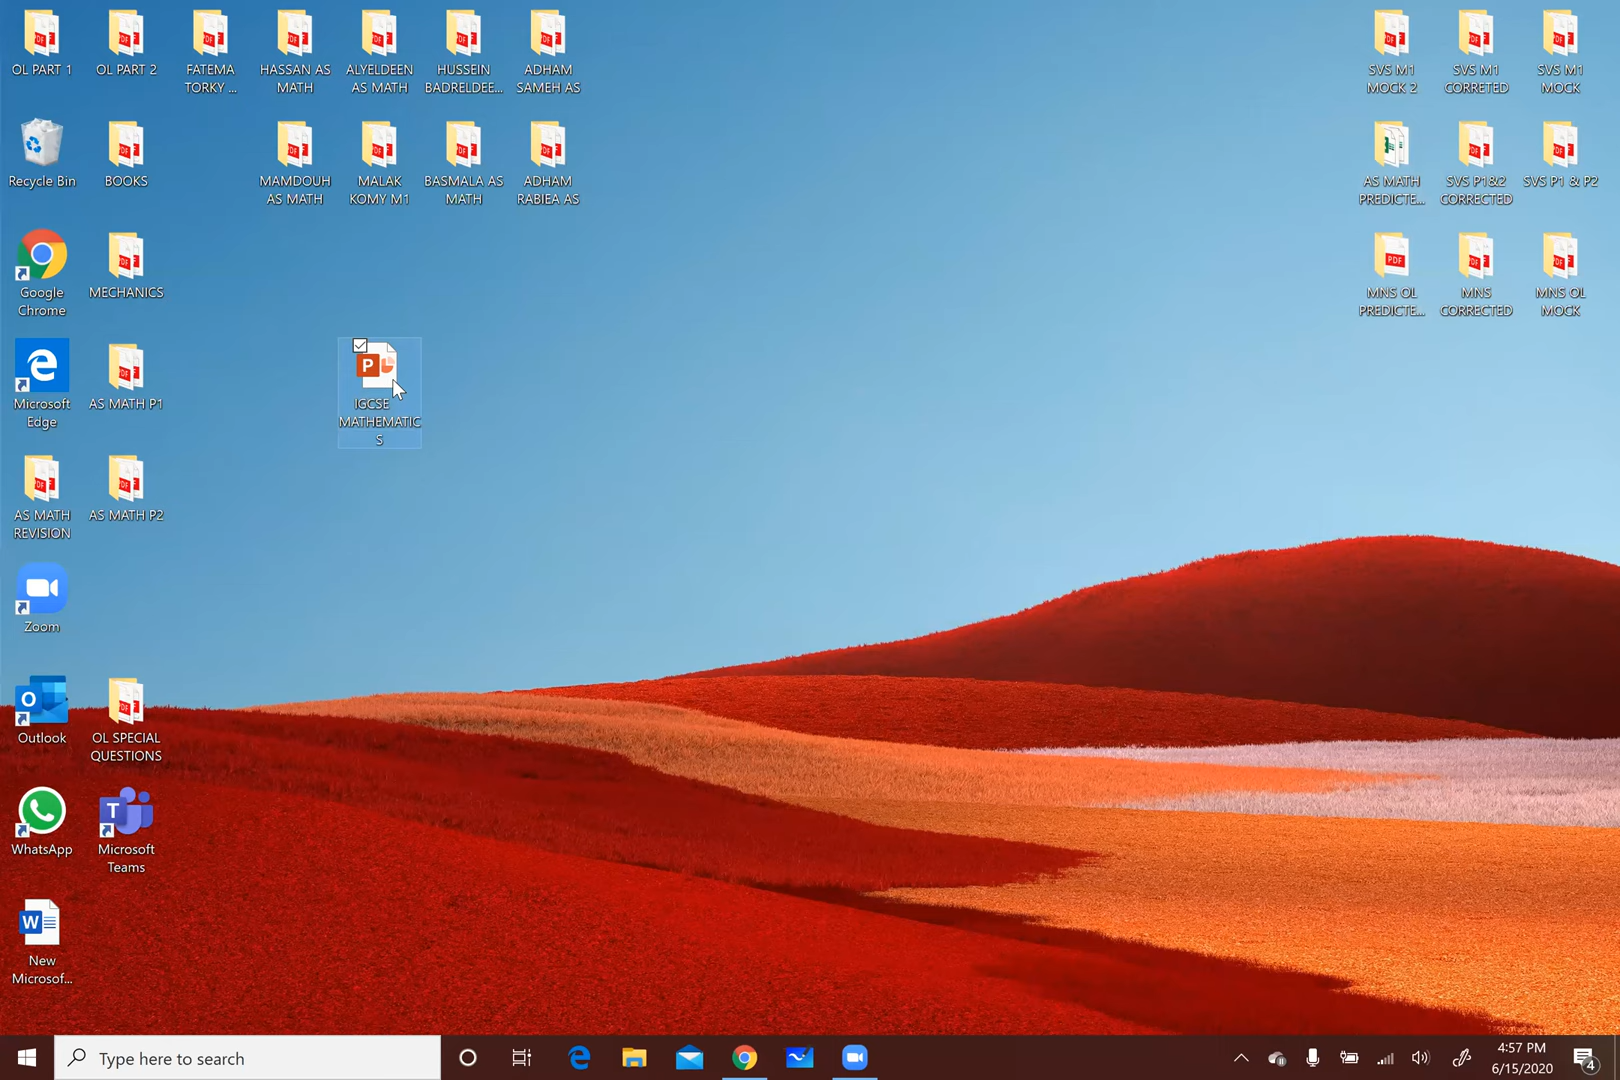 OL PART 1
OL PART 2
FATEMA
TORKY ...
HASSAN AS
MATH
ALYELDEEN
AS MATH
HUSSEIN
BADRELDEE...
ADHAM
SAMEH AS
SVS M1
MOCK 2
SVS M1
CORRETED
SVS M1
MOCK
Recycle Bin
BOOKS
MAMDOUH
AS MATH
MALAK
KOMY M1
BASMALA AS
MATH
ADHAM
RABIEA AS
AS MATH
PREDICTE...
SVS P1&2
CORRECTED
SVS P1 & P2
Google
Chrome
MECHANICS
MNS OL
PREDICTE...
MNS
CORRECTED
MNS OL
MOCK
Microsoft
Edge
AS MATH P1
IGCSE
MATHEMATIC
S
AS MATH
REVISION
AS MATH P2
Zoom
Outlook
OL SPECIAL
QUESTIONS
WhatsApp
Microsoft
Teams
New
Microsof...
Type here to search
4:57 PM
6/15/2020
4